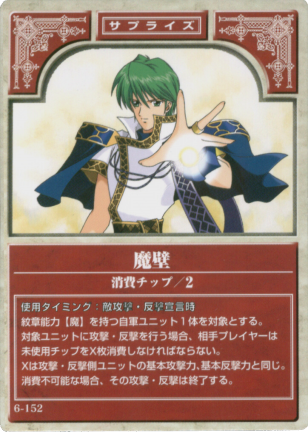 サプライズ
魔壁
消費チップ／2
使用タイミング：敵攻撃・反撃宣言時
紋章能力【魔】を持つ自軍ユニット1体を対象とする。
対象ユニットに攻撃・反撃を行う場合、相手プレイヤーは
未使用チップをX枚消費しなければならない。
Xは攻撃・反撃側ユニットの基本攻撃力､基本反撃力と同じ。
消費不可能な場合、その攻撃・反撃は終了する。
6-152